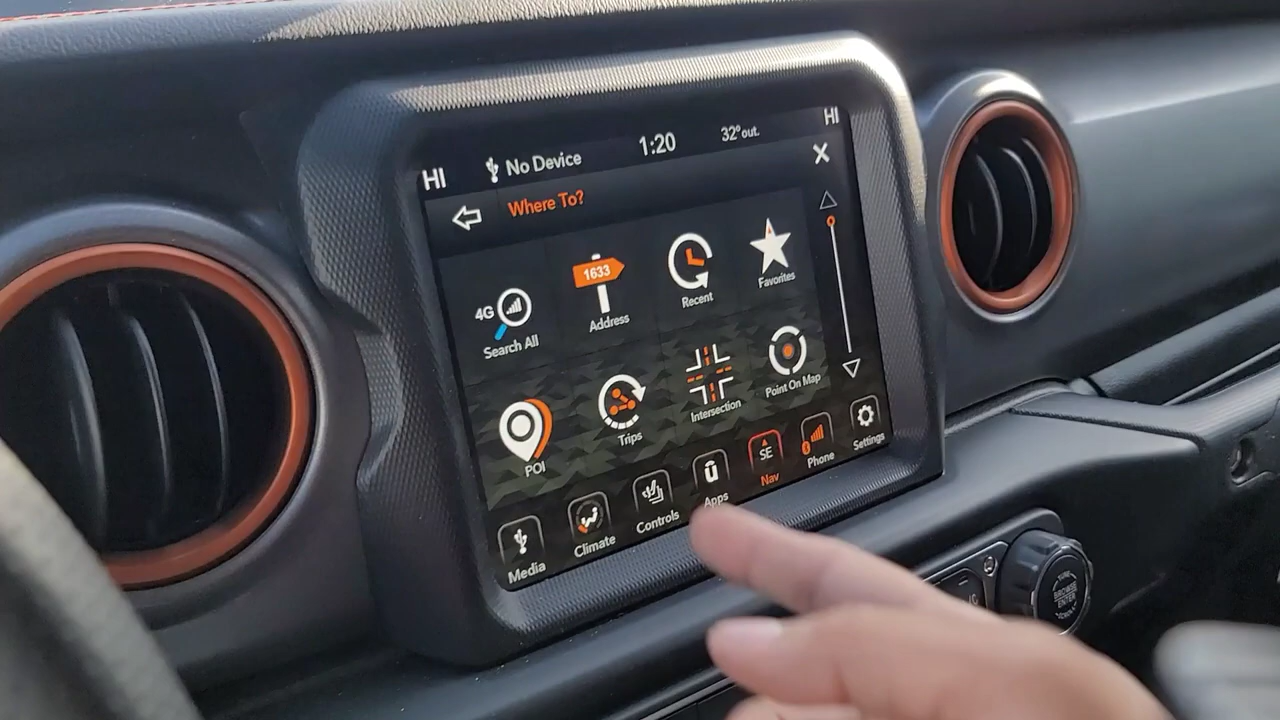 HI No Device 1:20 32°out. HI
Where To?
4G 1633
Search All Address Recent Favorites
POI Trips Intersection Point On Map
SE
Media Climate Controls Apps Nav Phone Settings
BROWSE
ENTER